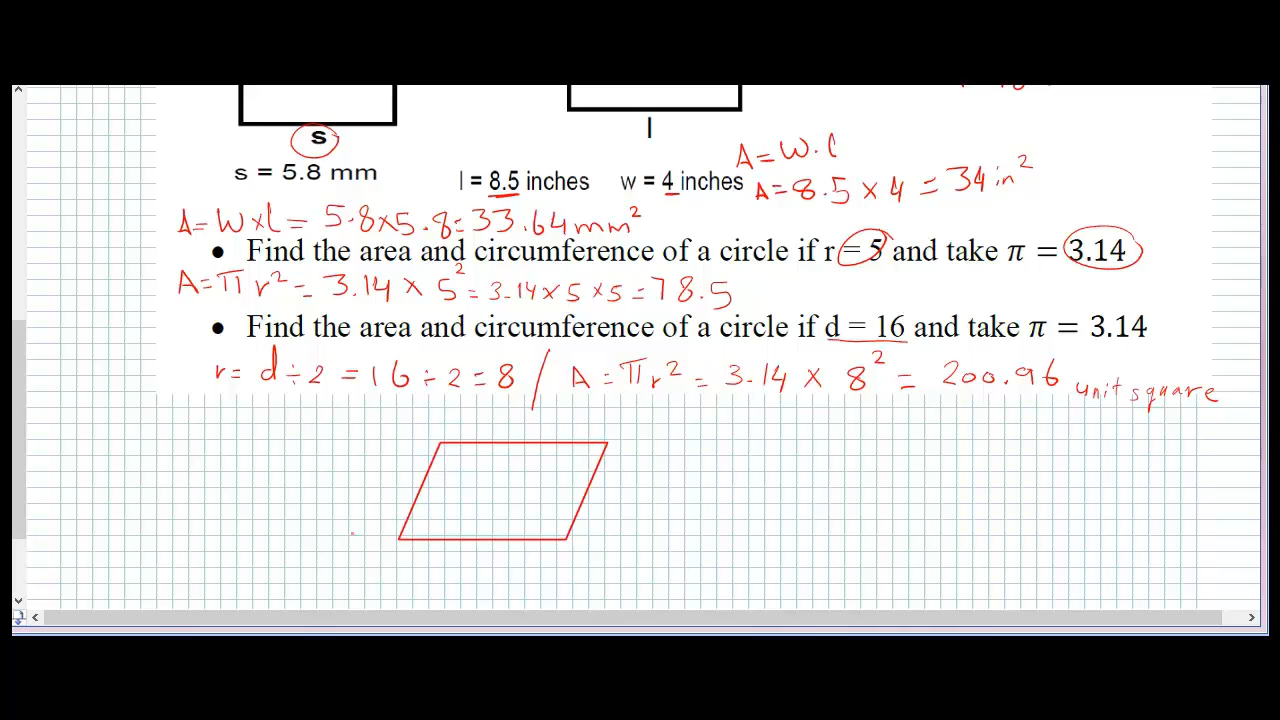 s
l
A = W . l
s = 5.8 mm
l = 8.5 inches w = 4 inches
A = 8.5 × 4 = 34 in²
A = W × l = 5.8 × 5.8 = 33.64 mm²
• Find the area and circumference of a circle if r = 5 and take π = 3.14
A = π r² = 3.14 × 5² = 3.14 × 5 × 5 = 78.5
• Find the area and circumference of a circle if d = 16 and take π = 3.14
r = d ÷ 2 = 16 ÷ 2 = 8 / A = π r² = 3.14 × 8² = 200.96 unit square